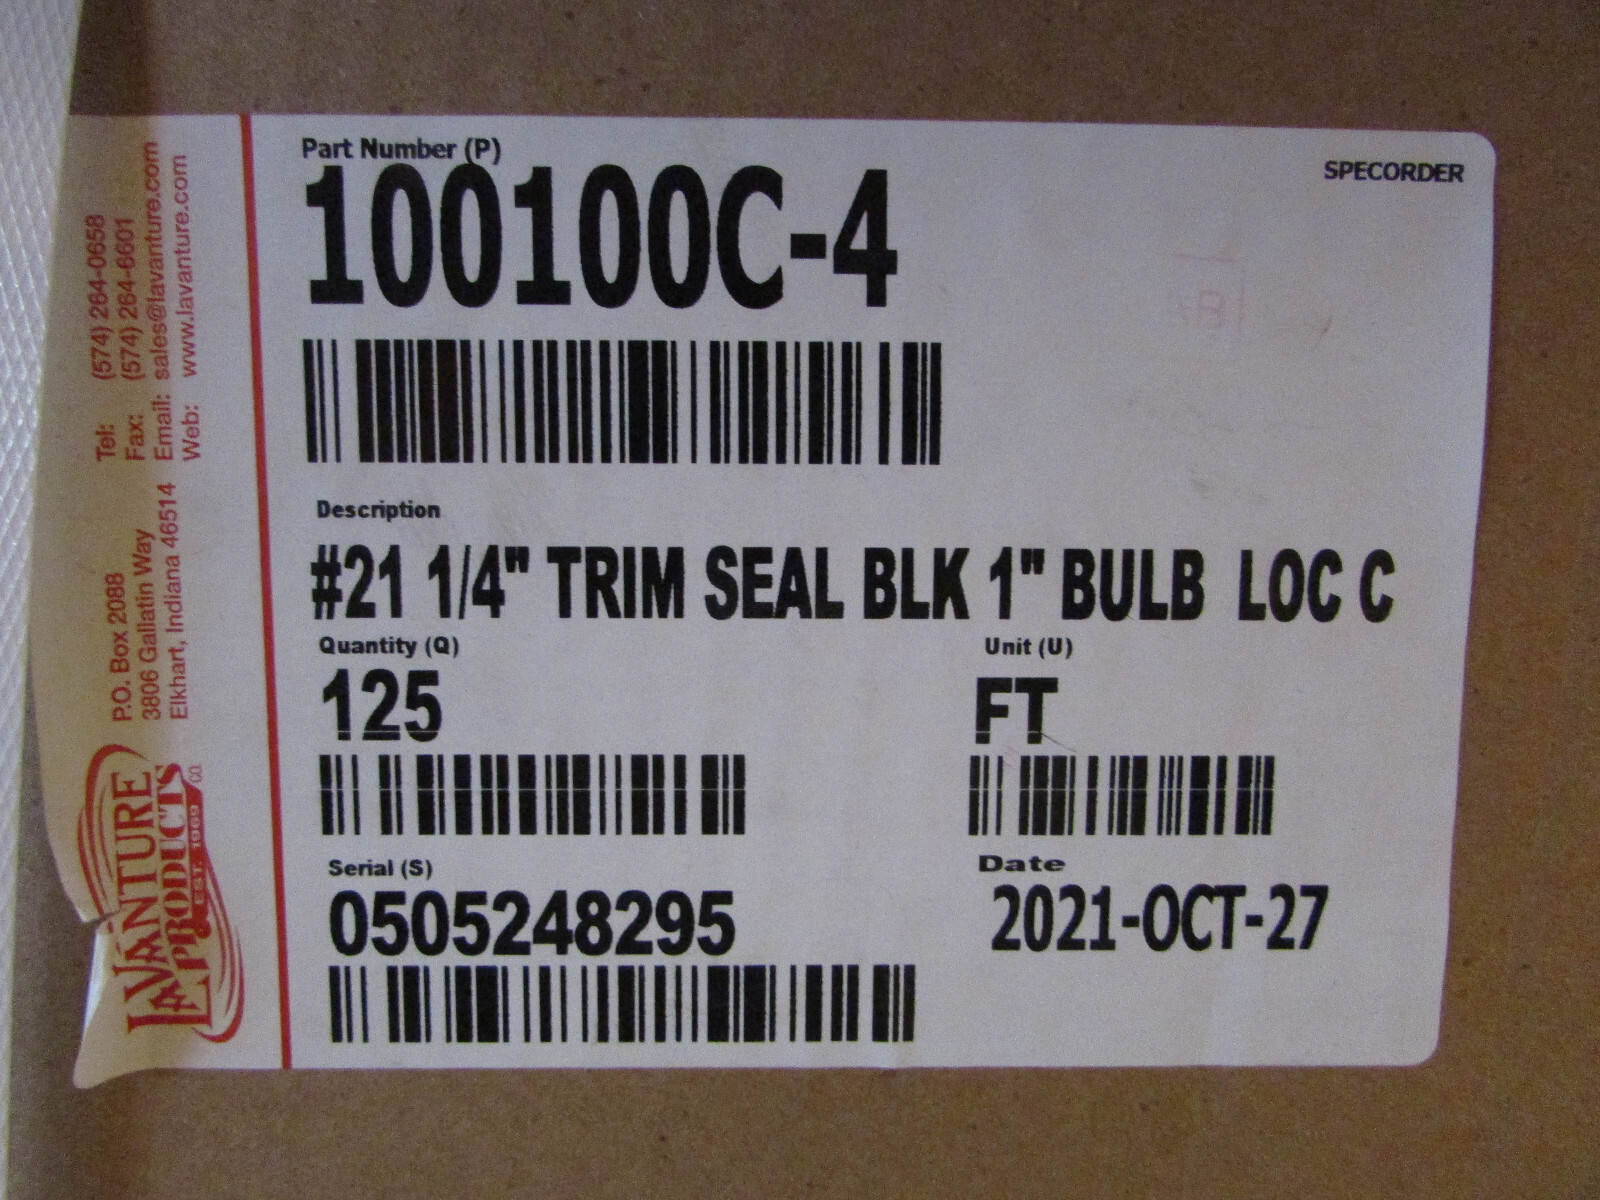 Part Number (P)
100100C-4
SPECORDER
Description
#21 1/4" TRIM SEAL BLK 1" BULB LOC C
Quantity (Q)
125
Unit (U)
FT
Serial (S)
0505248295
Date
2021-OCT-27
LAVANTURE
PRODUCTS CO.
EST. 1969
P.O. Box 2088
3806 Gallatin Way
Elkhart, Indiana 46514
Tel: (574) 264-0658
Fax: (574) 264-6601
Email: sales@lavanture.com
Web: www.lavanture.com